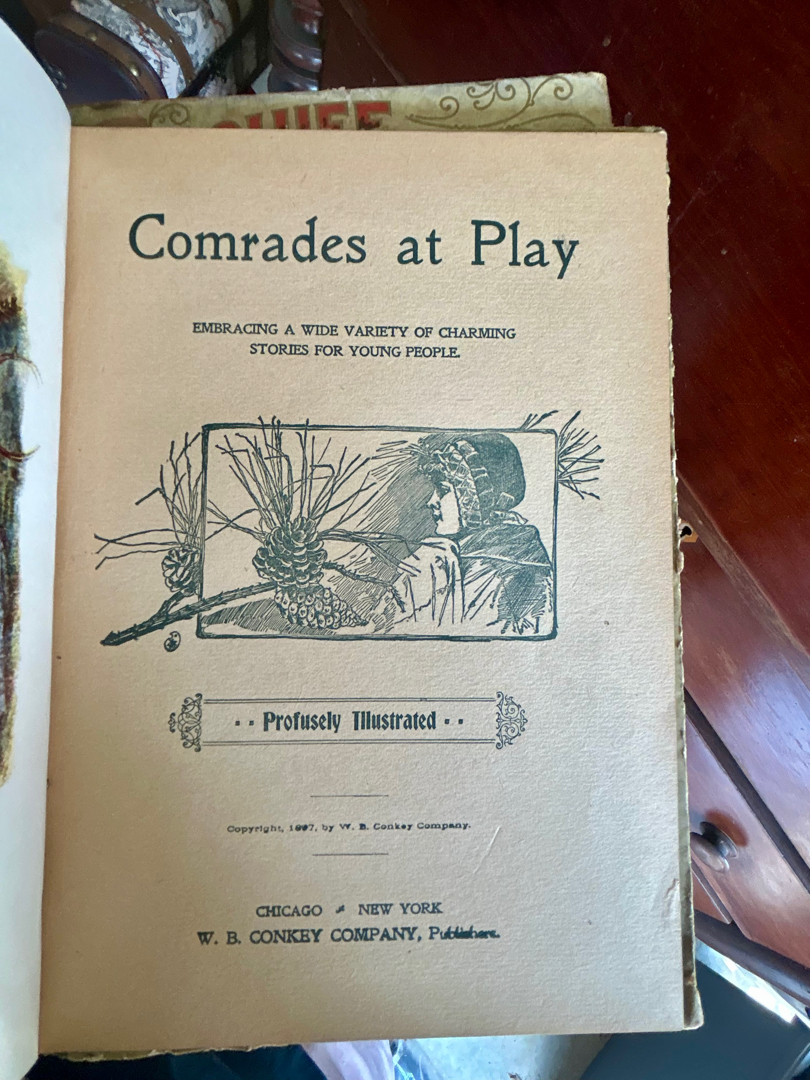 Comrades at Play
EMBRACING A WIDE VARIETY OF CHARMING
STORIES FOR YOUNG PEOPLE.
Profusely Illustrated
Copyright, 1897, by W. B. Conkey Company.
CHICAGO NEW YORK
W. B. CONKEY COMPANY, Publishers.